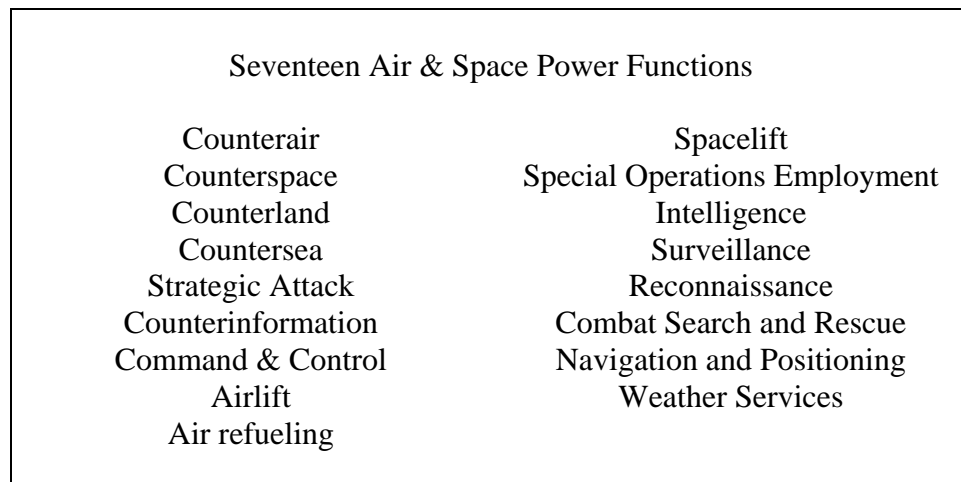 Seventeen Air & Space Power Functions
Counterair
Counterspace
Counterland
Countersea
Strategic Attack
Counterinformation
Command & Control
Airlift
Air refueling
Spacelift
Special Operations Employment
Intelligence
Surveillance
Reconnaissance
Combat Search and Rescue
Navigation and Positioning
Weather Services